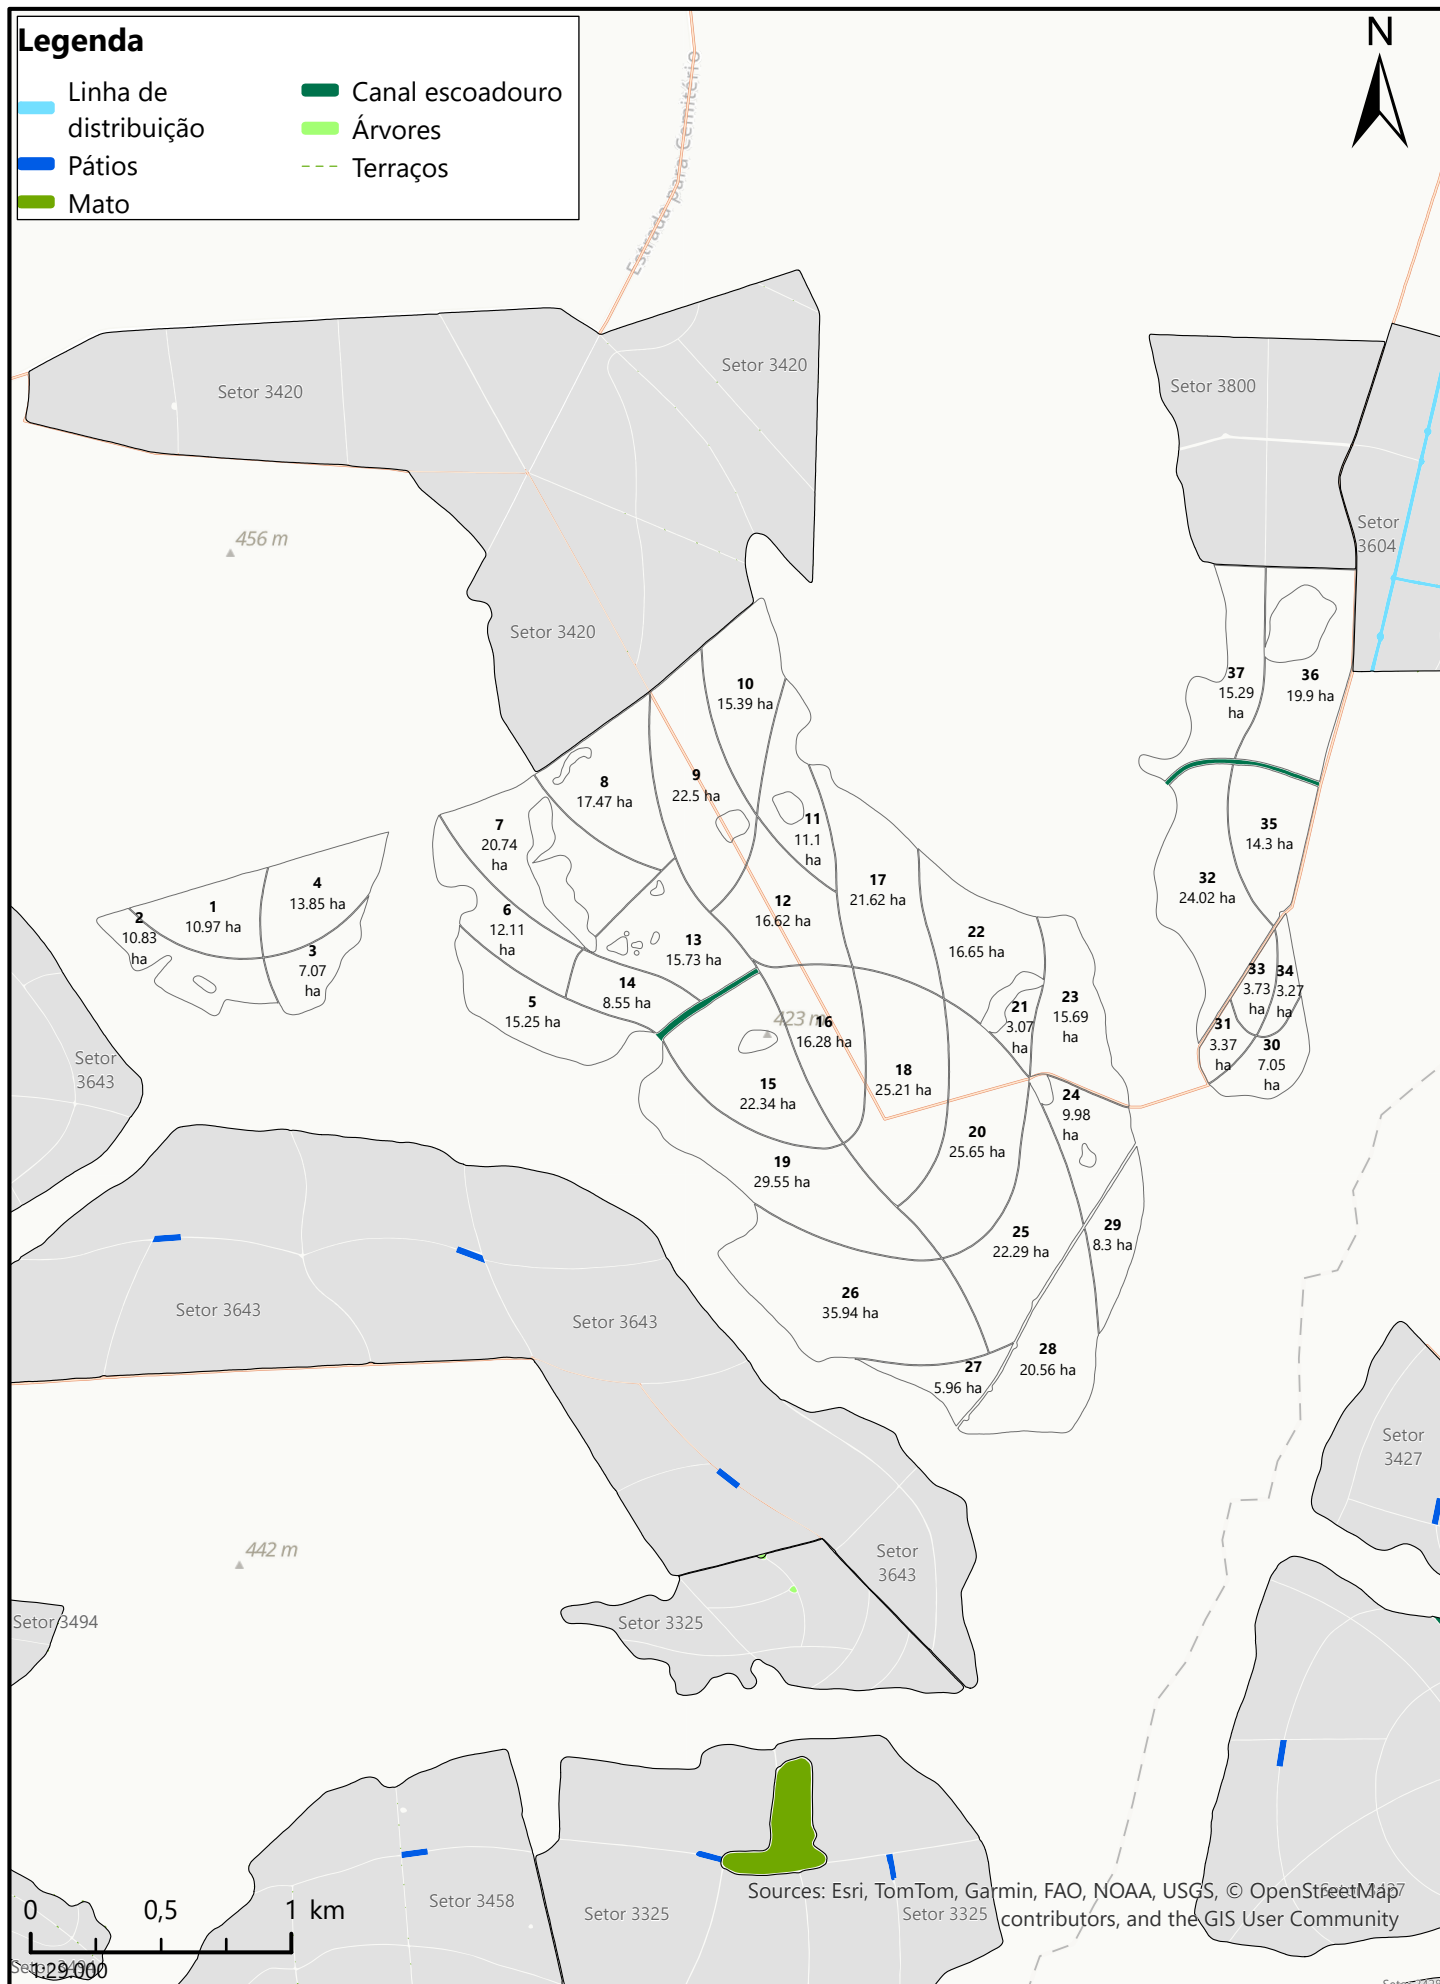 Legenda
Linha de
distribuição
Pátios
Mato
Canal escoadouro
Árvores
Terraços
N
Estrada para Cemitério
Setor 3420
Setor 3420
Setor 3420
Setor 3800
Setor
3604
456 m
10
15.39 ha
37
15.29
ha
36
19.9 ha
8
17.47 ha
9
22.5 ha
7
20.74
ha
11
11.1
ha
35
14.3 ha
4
13.85 ha
1
10.97 ha
2
10.83
ha
3
7.07
ha
6
12.11
ha
17
21.62 ha
32
24.02 ha
12
16.62 ha
13
15.73 ha
22
16.65 ha
14
8.55 ha
5
15.25 ha
33
3.73
ha
34
3.27
ha
23
15.69
ha
21
3.07
ha
423 m
16
16.28 ha
31
3.37
ha
30
7.05
ha
Setor
3643
15
22.34 ha
18
25.21 ha
24
9.98
ha
20
25.65 ha
19
29.55 ha
25
22.29 ha
29
8.3 ha
26
35.94 ha
Setor 3643
Setor 3643
28
20.56 ha
27
5.96 ha
Setor
3427
442 m
Setor
3643
Setor 3494
Setor 3325
Setor 3458
Setor 3325
Setor 3325
Sources: Esri, TomTom, Garmin, FAO, NOAA, USGS, © OpenStreetMap
contributors, and the GIS User Community
0 0,5 1 km
1:29.000